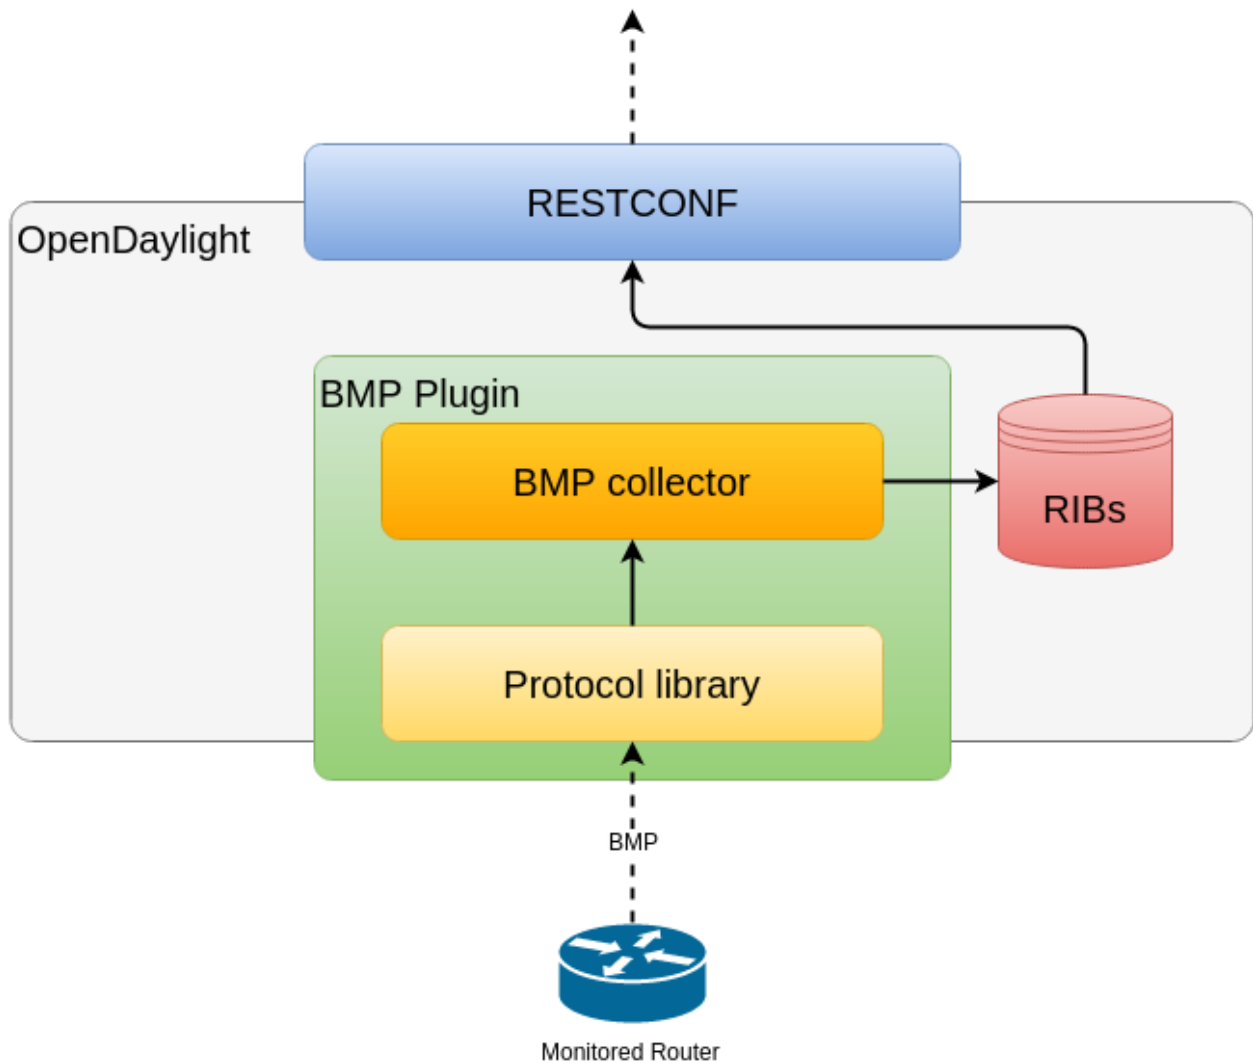 RESTCONF
OpenDaylight
BMP Plugin
BMP collector
RIBs
Protocol library
BMP
Monitored Router